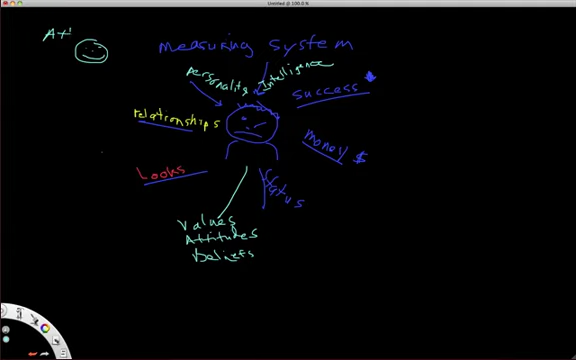 Untitled @ 100.0 %
A+
measuring system
Personality Intelligence
success
relationships
money $
Looks
status
Values
Attitudes
beliefs